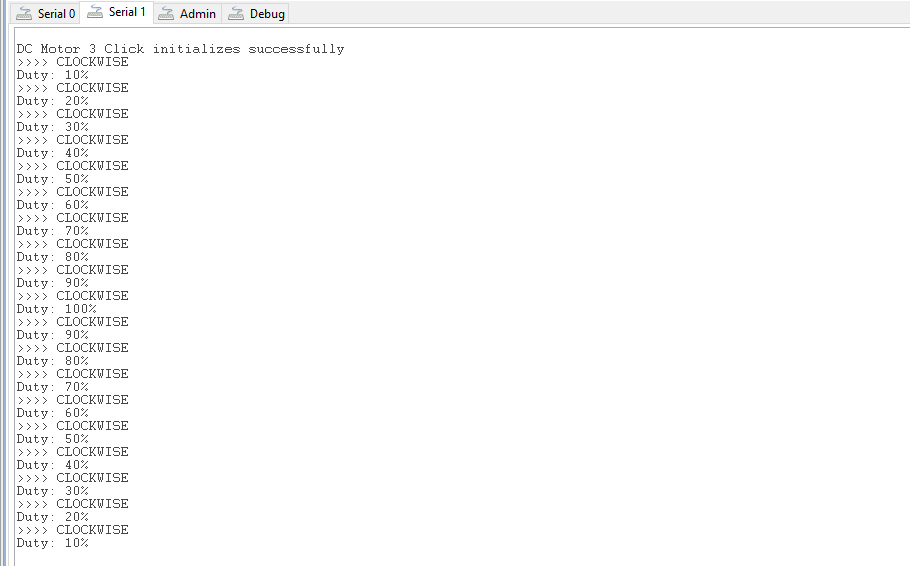 Serial 0 Serial 1 Admin Debug
DC Motor 3 Click initializes successfully
>>>> CLOCKWISE
Duty: 10%
>>>> CLOCKWISE
Duty: 20%
>>>> CLOCKWISE
Duty: 30%
>>>> CLOCKWISE
Duty: 40%
>>>> CLOCKWISE
Duty: 50%
>>>> CLOCKWISE
Duty: 60%
>>>> CLOCKWISE
Duty: 70%
>>>> CLOCKWISE
Duty: 80%
>>>> CLOCKWISE
Duty: 90%
>>>> CLOCKWISE
Duty: 100%
>>>> CLOCKWISE
Duty: 90%
>>>> CLOCKWISE
Duty: 80%
>>>> CLOCKWISE
Duty: 70%
>>>> CLOCKWISE
Duty: 60%
>>>> CLOCKWISE
Duty: 50%
>>>> CLOCKWISE
Duty: 40%
>>>> CLOCKWISE
Duty: 30%
>>>> CLOCKWISE
Duty: 20%
>>>> CLOCKWISE
Duty: 10%